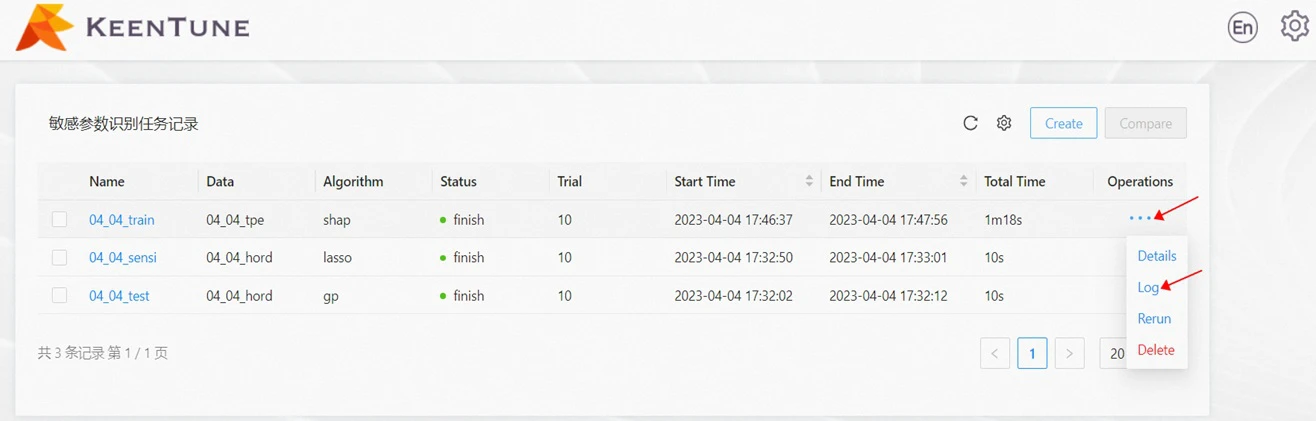 KEENTUNE
En
敏感参数识别任务记录
Create
Compare
Name Data Algorithm Status Trial Start Time End Time Total Time Operations
04_04_train 04_04_tpe shap finish 10 2023-04-04 17:46:37 2023-04-04 17:47:56 1m18s
04_04_sensi 04_04_hord lasso finish 10 2023-04-04 17:32:50 2023-04-04 17:33:01 10s
04_04_test 04_04_hord gp finish 10 2023-04-04 17:32:02 2023-04-04 17:32:12 10s
Details
Log
Rerun
Delete
共 3 条记录 第 1 / 1 页
< 1 > 20